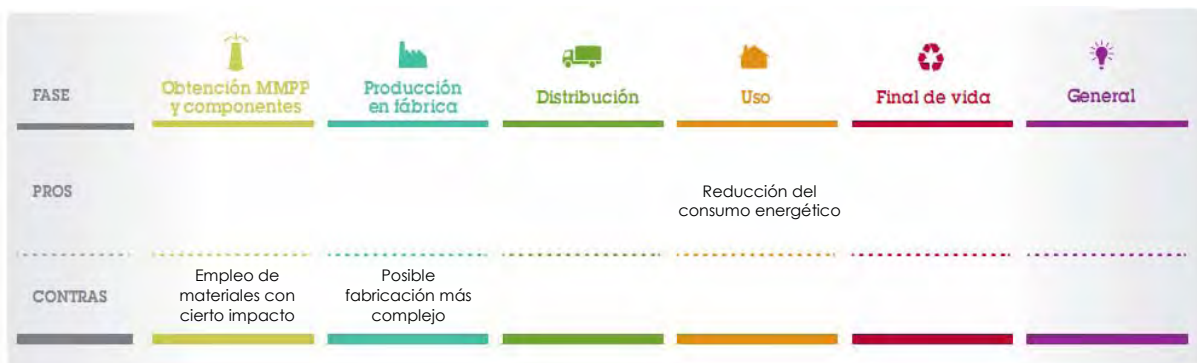 FASE
Obtención MMPP
y componentes
Producción
en fábrica
Distribución
Uso
Final de vida
General
PROS
Reducción del
consumo energético
CONTRAS
Empleo de
materiales con
cierto impacto
Posible
fabricación más
complejo